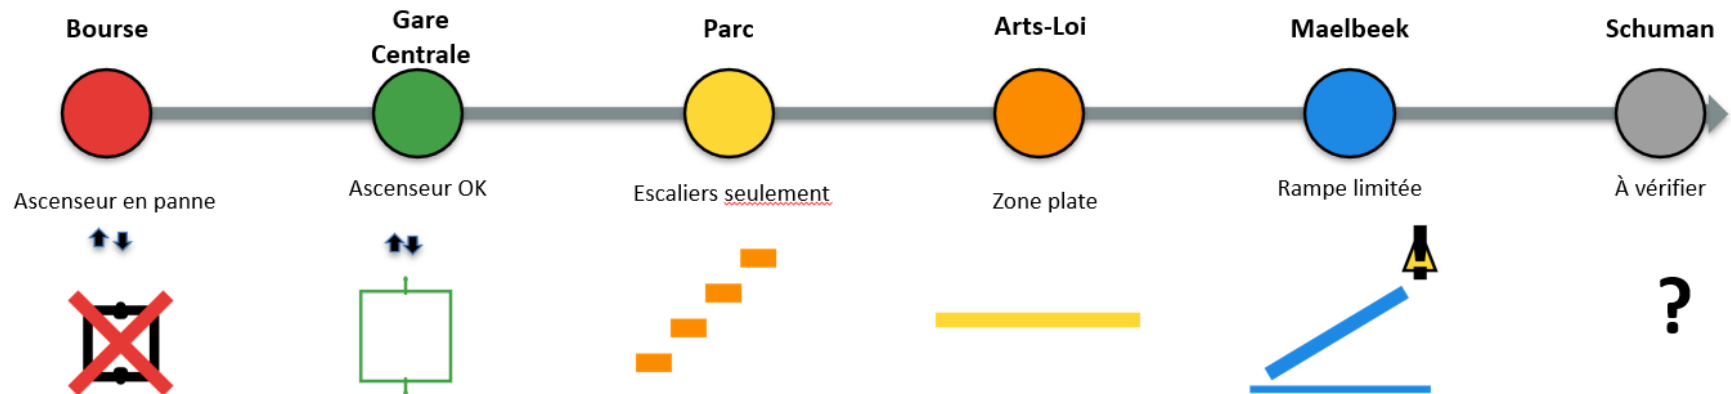 Bourse
Gare
Centrale
Parc
Arts-Loi
Maelbeek
Schuman
Ascenseur en panne
Ascenseur OK
Escaliers seulement
Zone plate
Rampe limitée
À vérifier
?